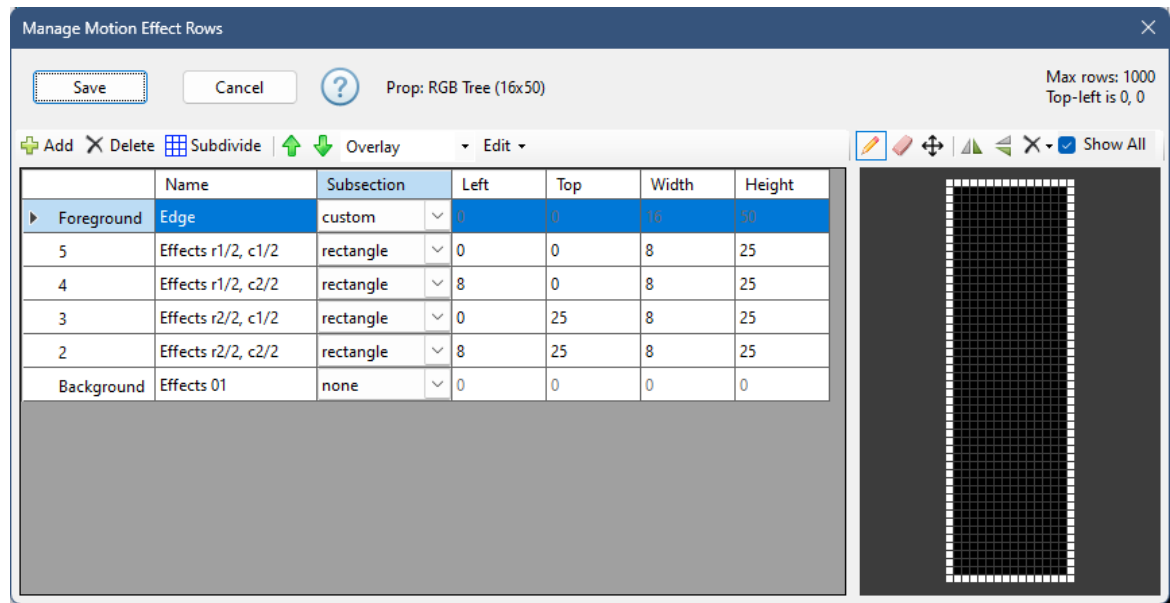 Manage Motion Effect Rows
Save Cancel ? Prop: RGB Tree (16x50) Max rows: 1000
Top-left is 0, 0
Add Delete Subdivide Overlay Edit Show All
Name Subsection Left Top Width Height
Foreground Edge custom 0 0 16 50
5 Effects r1/2, c1/2 rectangle 0 0 8 25
4 Effects r1/2, c2/2 rectangle 8 0 8 25
3 Effects r2/2, c1/2 rectangle 0 25 8 25
2 Effects r2/2, c2/2 rectangle 8 25 8 25
Background Effects 01 none 0 0 0 0